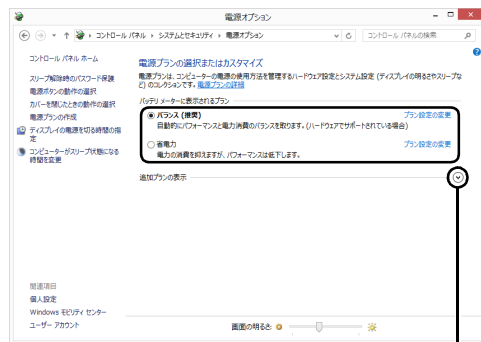 電源オプション
コントロール パネル ▸ システムとセキュリティ ▸ 電源オプション
コントロール パネルの検索
コントロール パネル ホーム
スリープ解除時のパスワード保護
電源ボタンの動作の選択
カバーを閉じたときの動作の選択
電源プランの作成
ディスプレイの電源を切る時間の指
定
コンピューターがスリープ状態になる
時間を変更
電源プランの選択またはカスタマイズ
電源プランは、コンピューターの電源の使用方法を管理するハードウェア設定とシステム設定 (ディスプレイの明るさやスリープな
ど) のコレクションです。電源プランの詳細
バッテリ メーターに表示されるプラン
バランス (推奨) プラン設定の変更
自動的にパフォーマンスと電力消費のバランスを取ります。(ハードウェアでサポートされている場合)
省電力 プラン設定の変更
電力の消費を抑えますが、パフォーマンスは低下します。
追加プランの表示
関連項目
個人設定
Windows モビリティ センター
ユーザー アカウント
画面の明るさ: